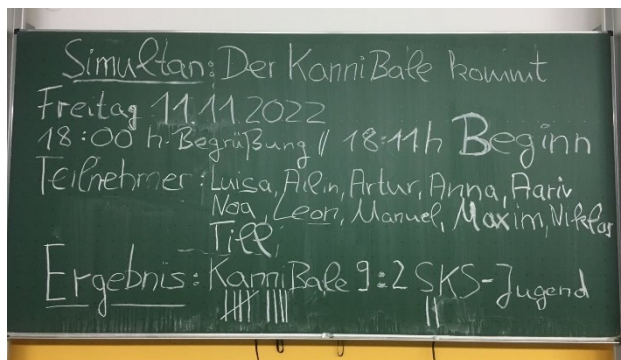 Simultan: Der KanniBale kommt
Freitag 11.11.2022
18:00 h Begrüßung // 18:11h Beginn
Teilnehmer: Luisa, Ailin, Artur, Anna, Aariv
Noa, Leon, Manuel, Maxim, Niklas
Till,
Ergebnis: KanniBale 9:2 SKS-Jugend